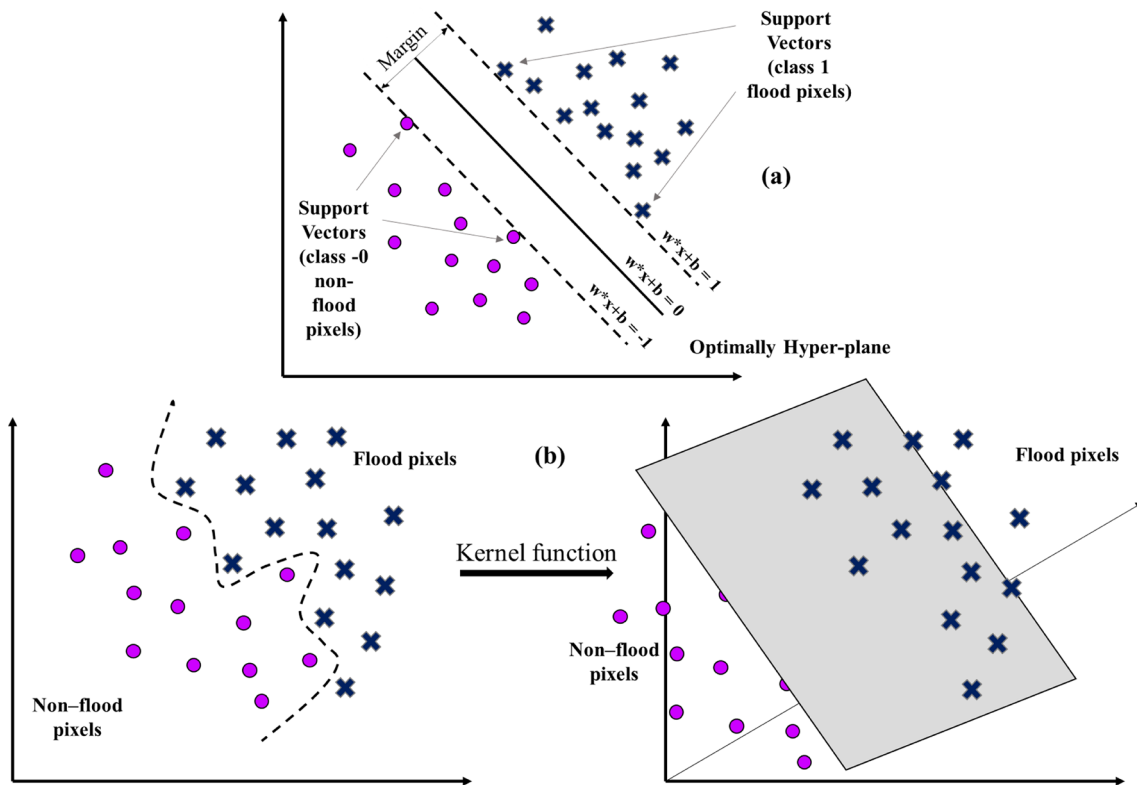 Margin
Support
Vectors
(class 1
flood pixels)
(a)
Support
Vectors
(class -0
non-
flood
pixels)
w*x+b = 1
w*x+b = 0
w*x+b = -1
Optimally Hyper-plane
(b)
Flood pixels
Non–flood
pixels
Kernel function
Flood pixels
Non–flood
pixels